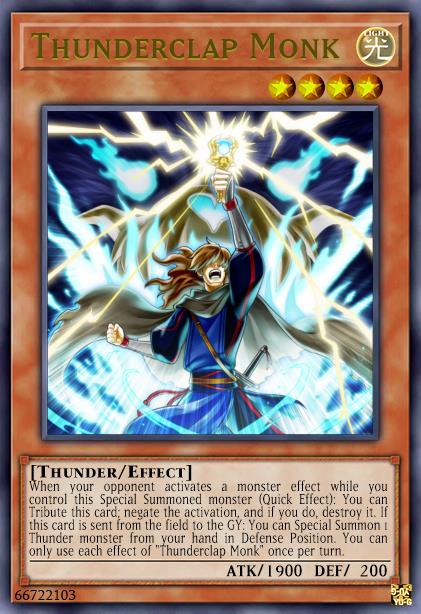 THUNDERCLAP MONK
LIGHT
光
[THUNDER/EFFECT]
When your opponent activates a monster effect while you
control this Special Summoned monster (Quick Effect): You can
Tribute this card; negate the activation, and if you do, destroy it. If
this card is sent from the field to the GY: You can Special Summon 1
Thunder monster from your hand in Defense Position. You can
only use each effect of "Thunderclap Monk" once per turn.
ATK/1900 DEF/ 200
66722103